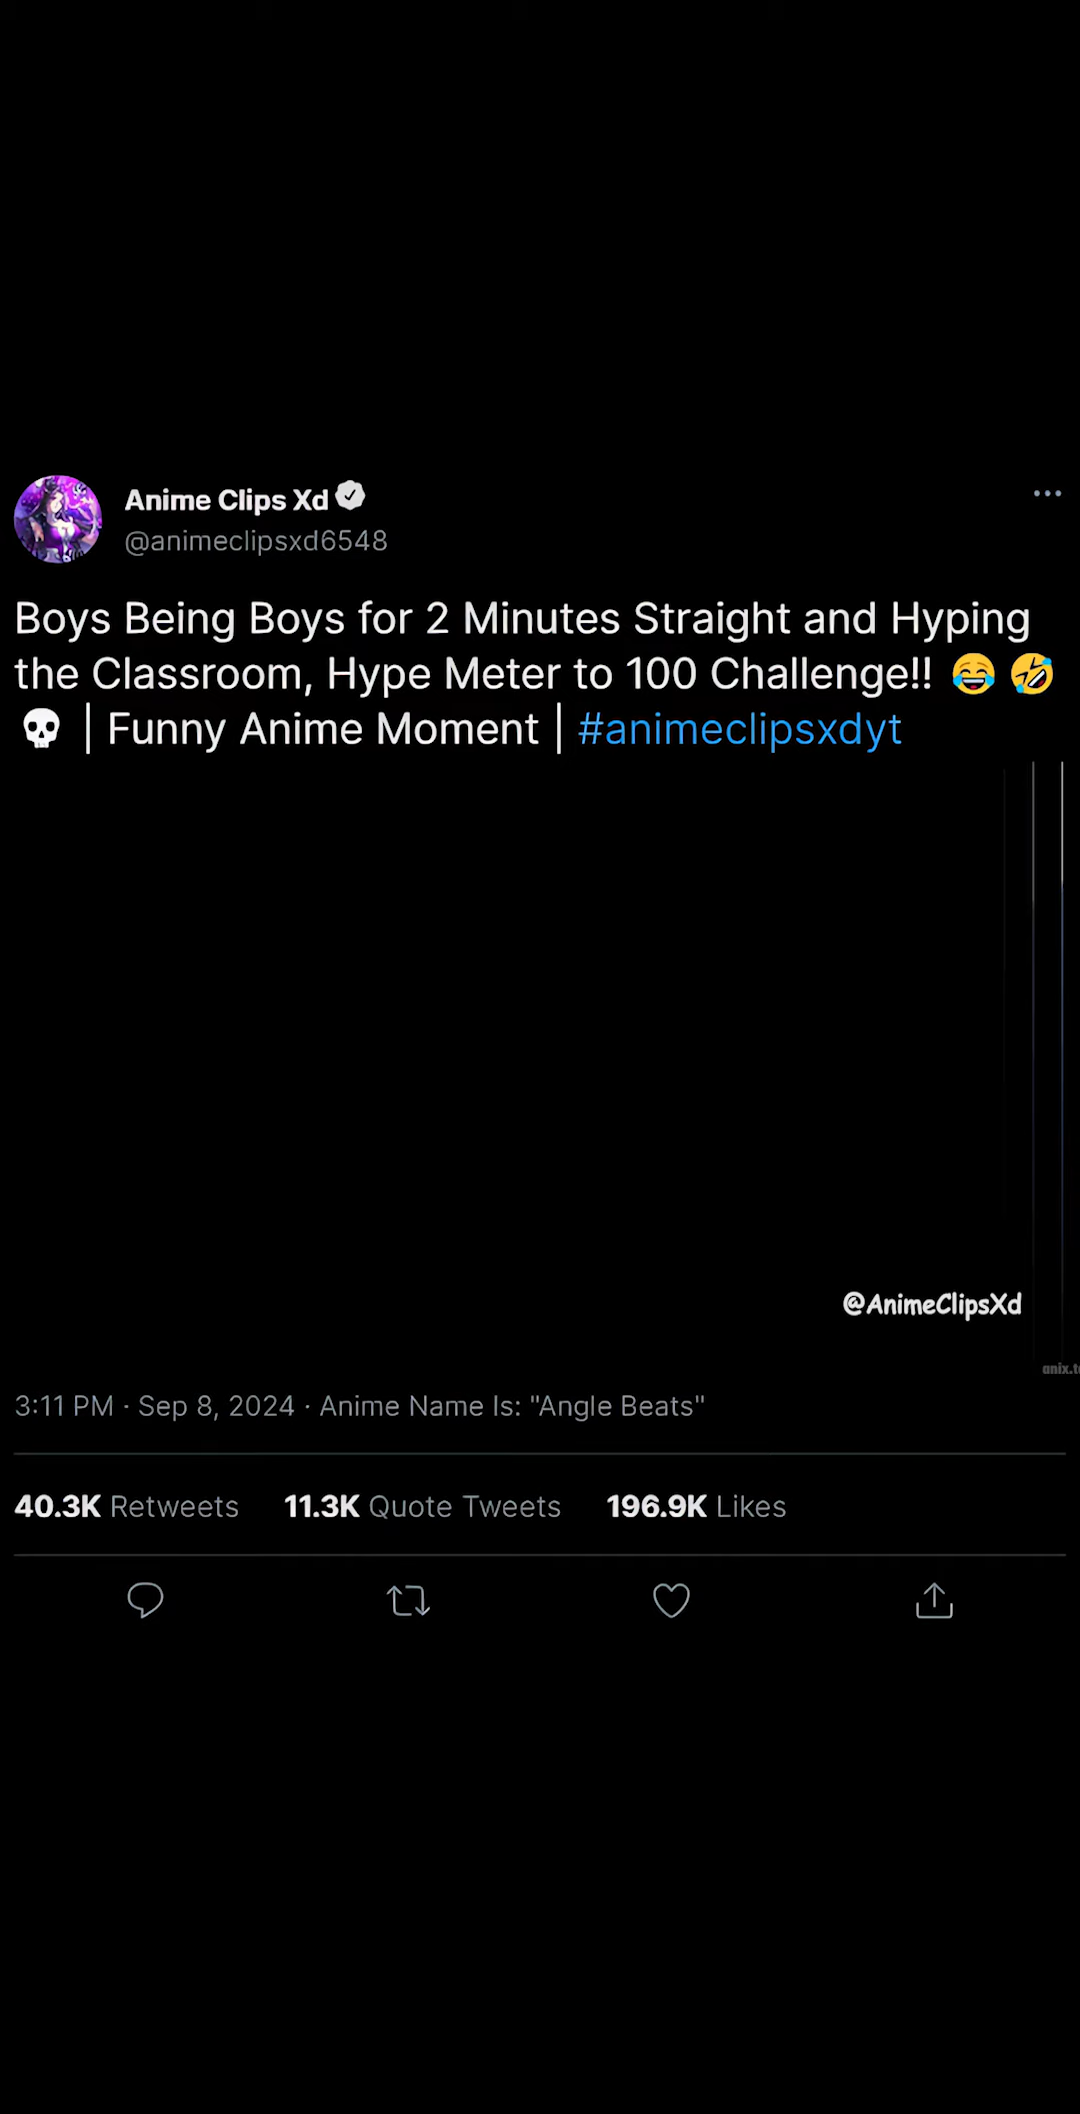 Anime Clips Xd
@animeclipsxd6548
Boys Being Boys for 2 Minutes Straight and Hyping
the Classroom, Hype Meter to 100 Challenge!! 😂 🤣
💀 | Funny Anime Moment | #animeclipsxdyt
@AnimeClipsXd
anix.t
3:11 PM · Sep 8, 2024 · Anime Name Is: "Angle Beats"
40.3K Retweets 11.3K Quote Tweets 196.9K Likes